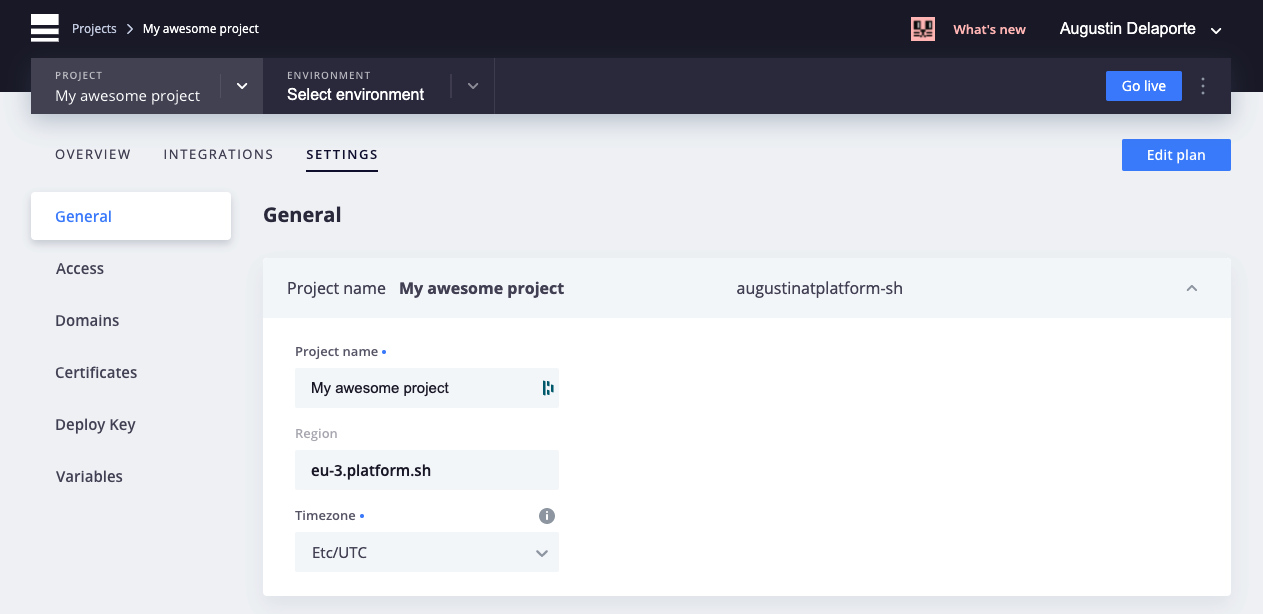 Projects > My awesome project
What's new
Augustin Delaporte
PROJECT
My awesome project
ENVIRONMENT
Select environment
Go live
OVERVIEW
INTEGRATIONS
SETTINGS
Edit plan
General
Access
Domains
Certificates
Deploy Key
Variables
General
Project name My awesome project
augustinatplatform-sh
Project name
My awesome project
Region
eu-3.platform.sh
Timezone
Etc/UTC